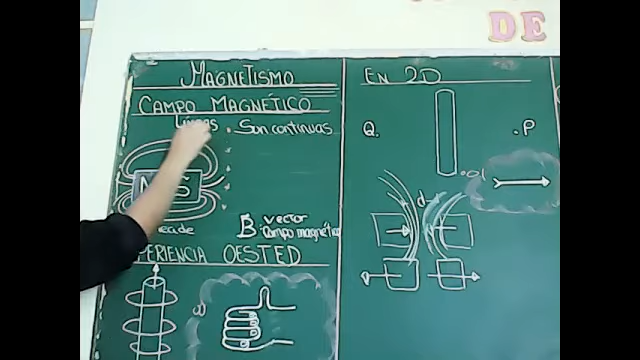 DE
MAGNETISMO
CAMPO MAGNÉTICO
Líneas
• Son continuas
S
B: vector
campo magnético
EXPERIENCIA OESTED
EN 2D
Q.
.P